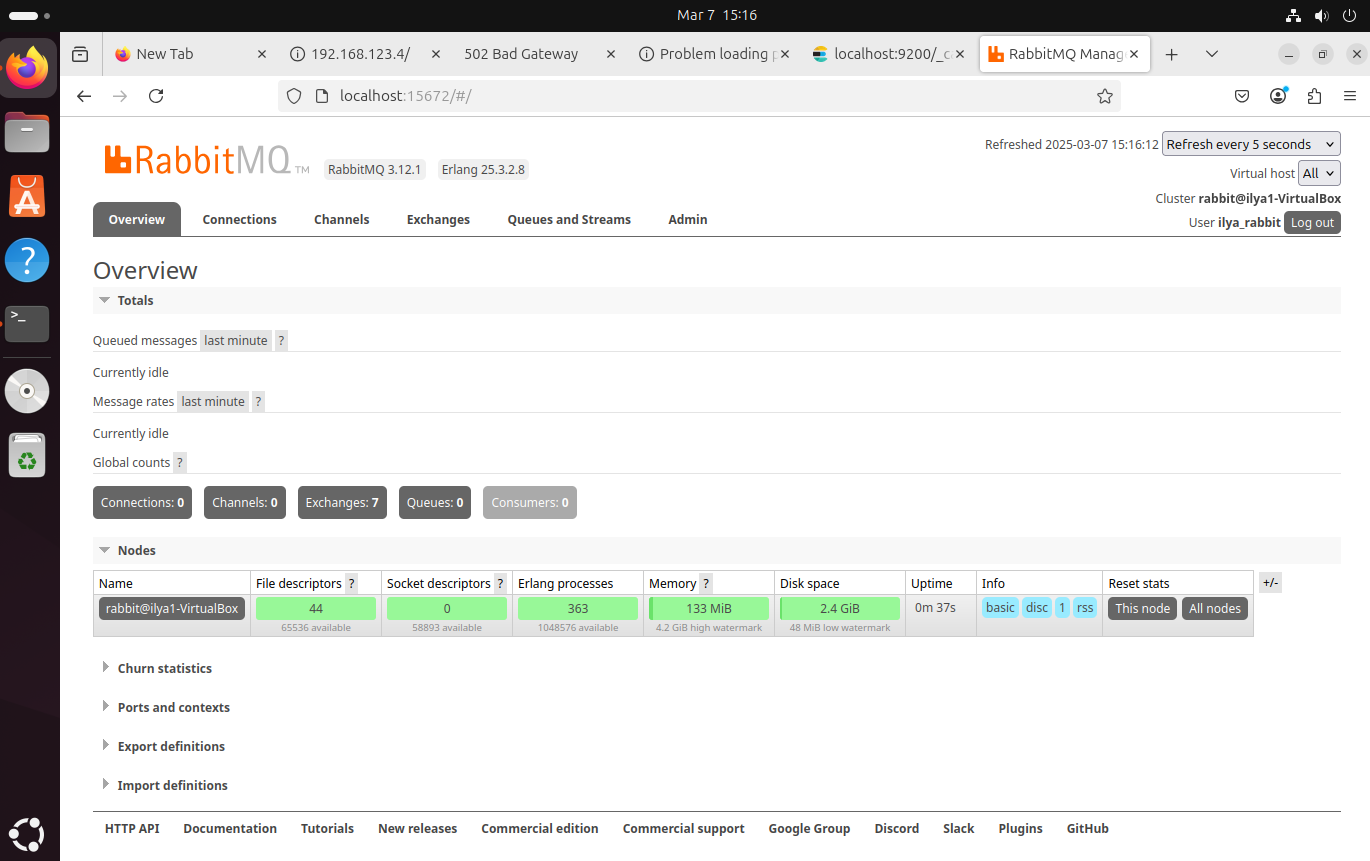 Mar 7 15:16
New Tab
192.168.123.4/
502 Bad Gateway
Problem loading p
localhost:9200/_c
RabbitMQ Manag
localhost:15672/#/
RabbitMQ TM
RabbitMQ 3.12.1
Erlang 25.3.2.8
Refreshed 2025-03-07 15:16:12 Refresh every 5 seconds
Virtual host All
Cluster rabbit@ilya1-VirtualBox
User ilya_rabbit Log out
Overview Connections Channels Exchanges Queues and Streams Admin
Overview
Totals
Queued messages last minute ?
Currently idle
Message rates last minute ?
Currently idle
Global counts ?
Connections: 0 Channels: 0 Exchanges: 7 Queues: 0 Consumers: 0
Nodes
Name File descriptors ? Socket descriptors ? Erlang processes Memory ? Disk space Uptime Info Reset stats +/-
rabbit@ilya1-VirtualBox 44 0 363 133 MiB 2.4 GiB 0m 37s basic disc 1 rss This node All nodes
65536 available 58893 available 1048576 available 4.2 GiB high watermark 48 MiB low watermark
Churn statistics
Ports and contexts
Export definitions
Import definitions
HTTP API Documentation Tutorials New releases Commercial edition Commercial support Google Group Discord Slack Plugins GitHub